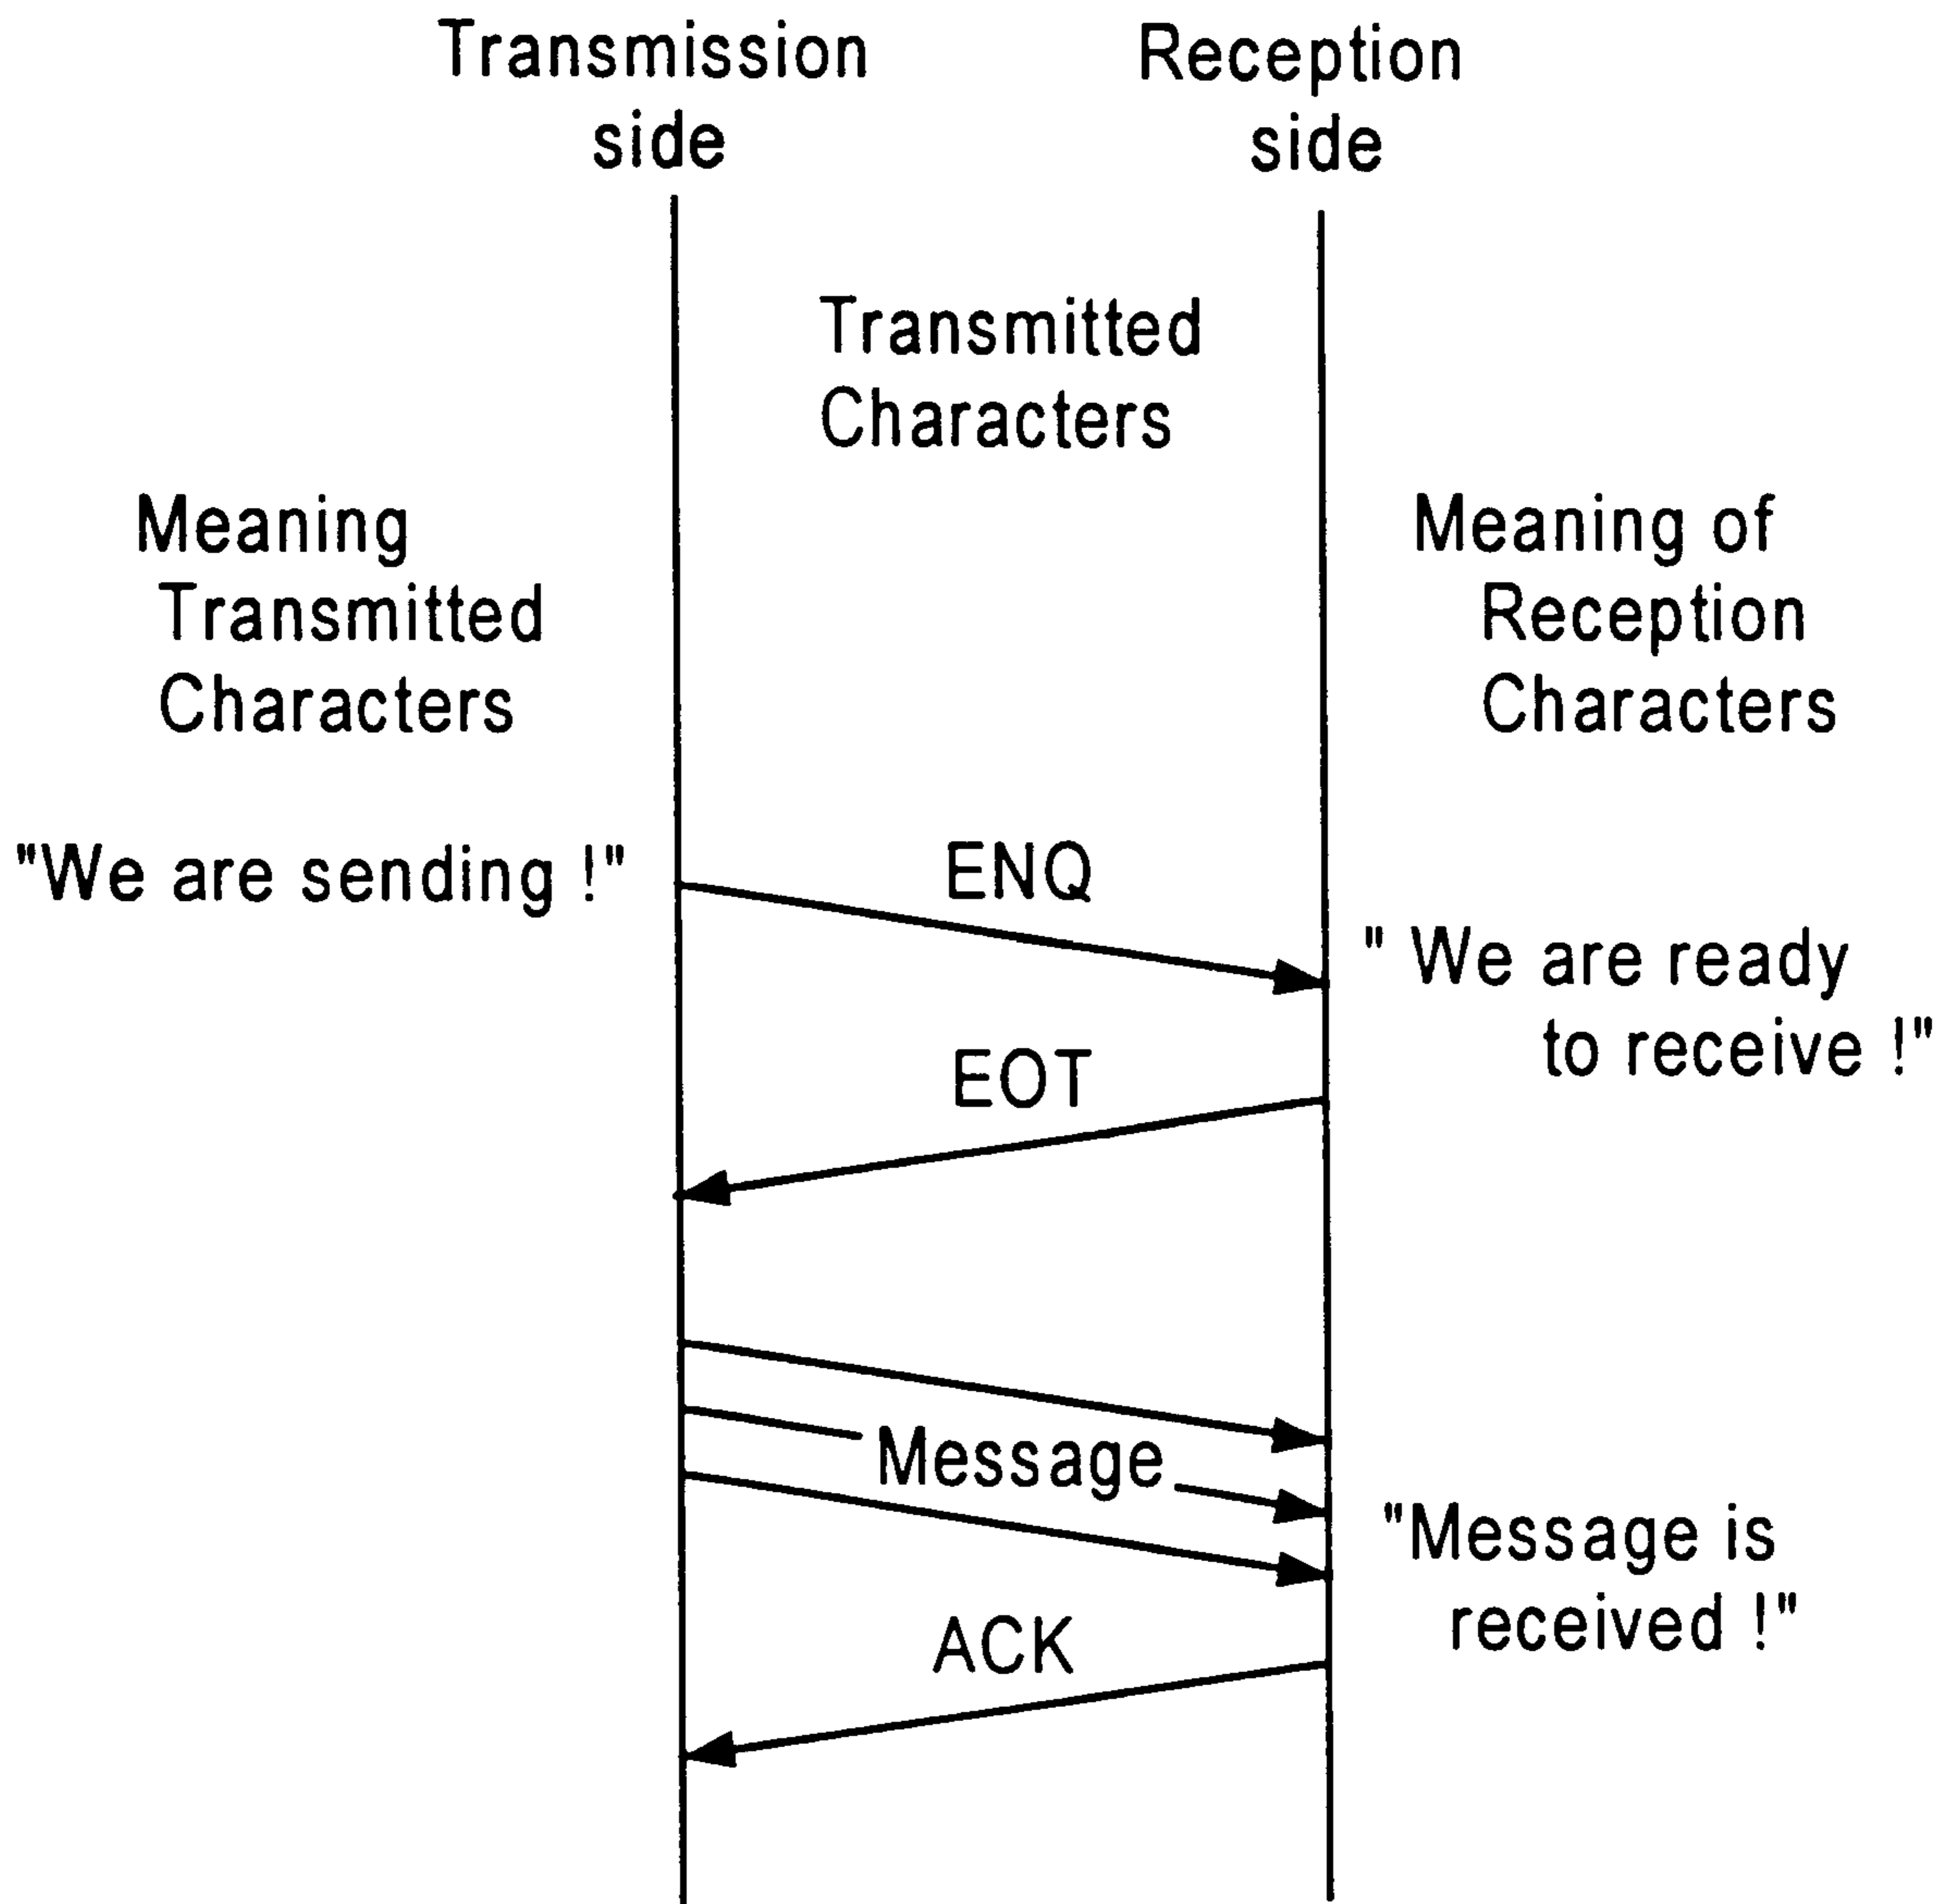 Transmission
side
Reception
side
Transmitted
Characters
Meaning
Transmitted
Characters
Meaning of
Reception
Characters
"We are sending !"
ENQ
" We are ready
to receive !"
EOT
Message
"Message is
received !"
ACK